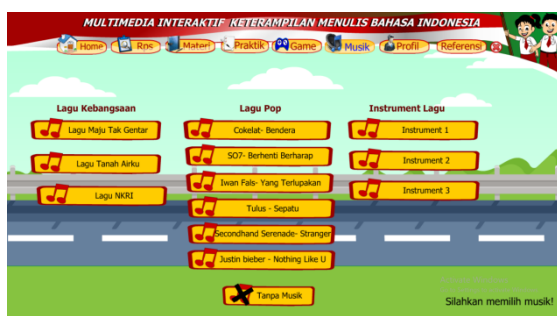 MULTIMEDIA INTERAKTIF KETERAMPILAN MENULIS BAHASA INDONESIA
Home
Rps
Materi
Praktik
Game
Musik
Profil
Referensi
Lagu Kebangsaan
Lagu Maju Tak Gentar
Lagu Tanah Airku
Lagu NKRI
Lagu Pop
Cokelat- Bendera
SO7- Berhenti Berharap
Iwan Fals- Yang Terlupakan
Tulus - Sepatu
Secondhand Serenade- Stranger
Justin bieber - Nothing Like U
Instrument Lagu
Instrument 1
Instrument 2
Instrument 3
Tanpa Musik
Silahkan memilih musik!